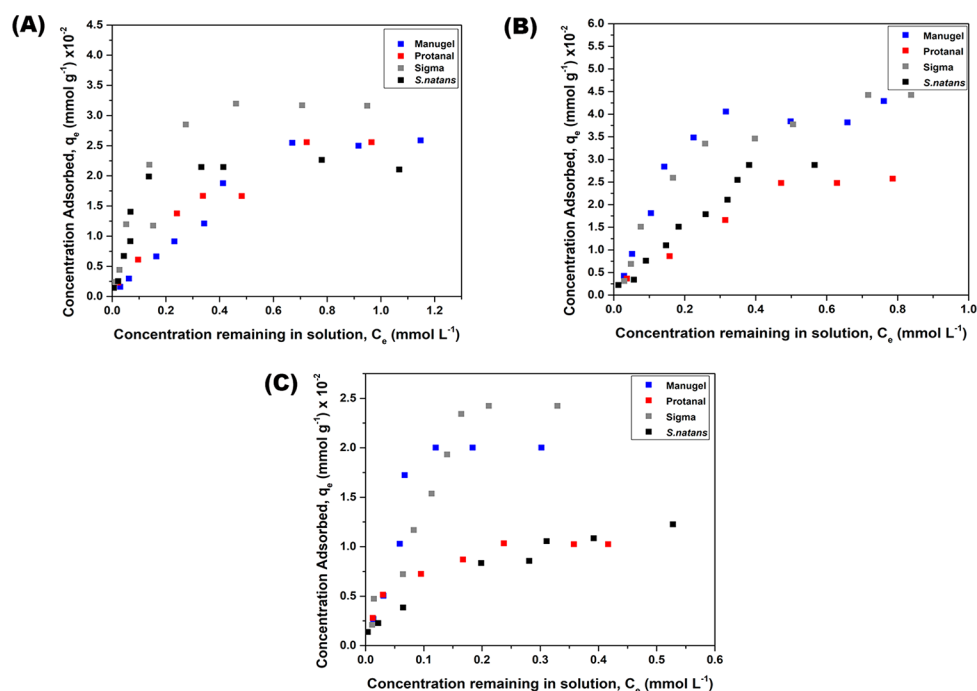 (A)
Concentration Adsorbed, qₑ (mmol g⁻¹) x10⁻²
4.5
4.0
3.5
3.0
2.5
2.0
1.5
1.0
0.5
0.0
Manugel
Protanal
Sigma
S.natans
0.0 0.2 0.4 0.6 0.8 1.0 1.2
Concentration remaining in solution, Cₑ (mmol L⁻¹)
(B)
Concentration Adsorbed, qₑ (mmol g⁻¹) x10⁻²
6.0
5.5
5.0
4.5
4.0
3.5
3.0
2.5
2.0
1.5
1.0
0.5
0.0
Manugel
Protanal
Sigma
S.natans
0.0 0.2 0.4 0.6 0.8 1.0
Concentration remaining in solution, Cₑ (mmol L⁻¹)
(C)
Concentration Adsorbed, qₑ (mmol g⁻¹) x 10⁻²
2.5
2.0
1.5
1.0
0.5
0.0
Manugel
Protanal
Sigma
S.natans
0.0 0.1 0.2 0.3 0.4 0.5 0.6
Concentration remaining in solution, Cₑ (mmol L⁻¹)